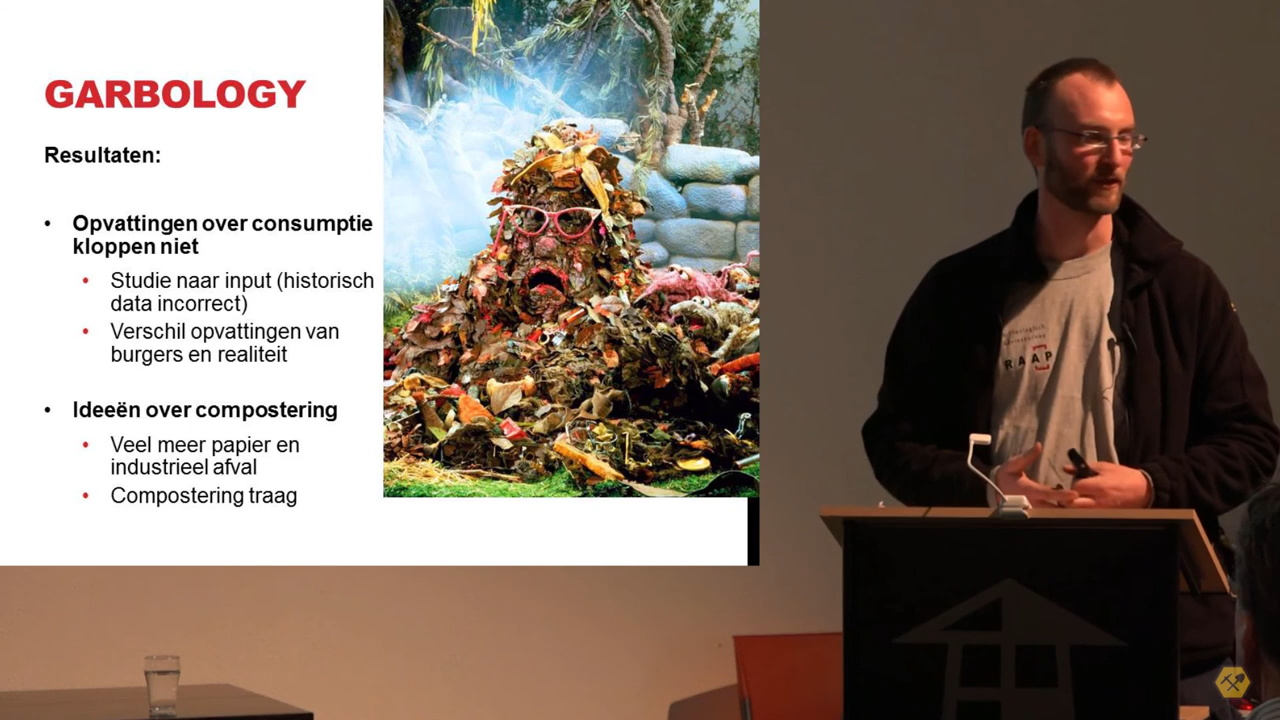 GARBOLOGY
Resultaten:
• Opvattingen over consumptie
kloppen niet
• Studie naar input (historisch
data incorrect)
• Verschil opvattingen van
burgers en realiteit
• Ideeën over compostering
• Veel meer papier en
industrieel afval
• Compostering traag
RAAP